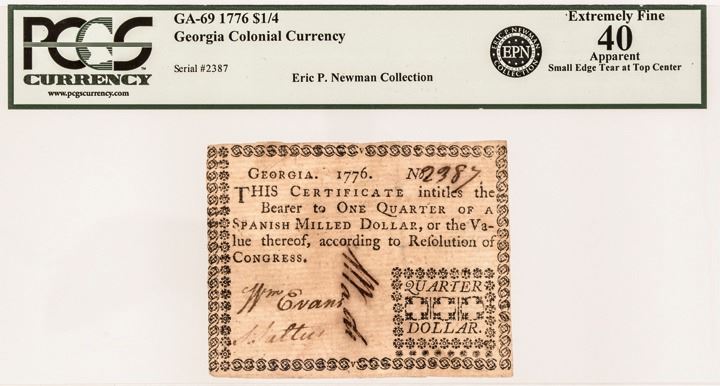 PCGS
CURRENCY
www.pcgscurrency.com
GA-69 1776 $1/4
Georgia Colonial Currency
Serial #2387
Eric P. Newman Collection
ERIC P. NEWMAN
EPN
COLLECTION
Extremely Fine
40
Apparent
Small Edge Tear at Top Center
GEORGIA. 1776. No 2387
THIS CERTIFICATE intitles the
Bearer to ONE QUARTER OF A
SPANISH MILLED DOLLAR, or the Va-
lue thereof, according to Reſolution of
CONGRESS.
Wm Evans
QUARTER
DOLLAR.